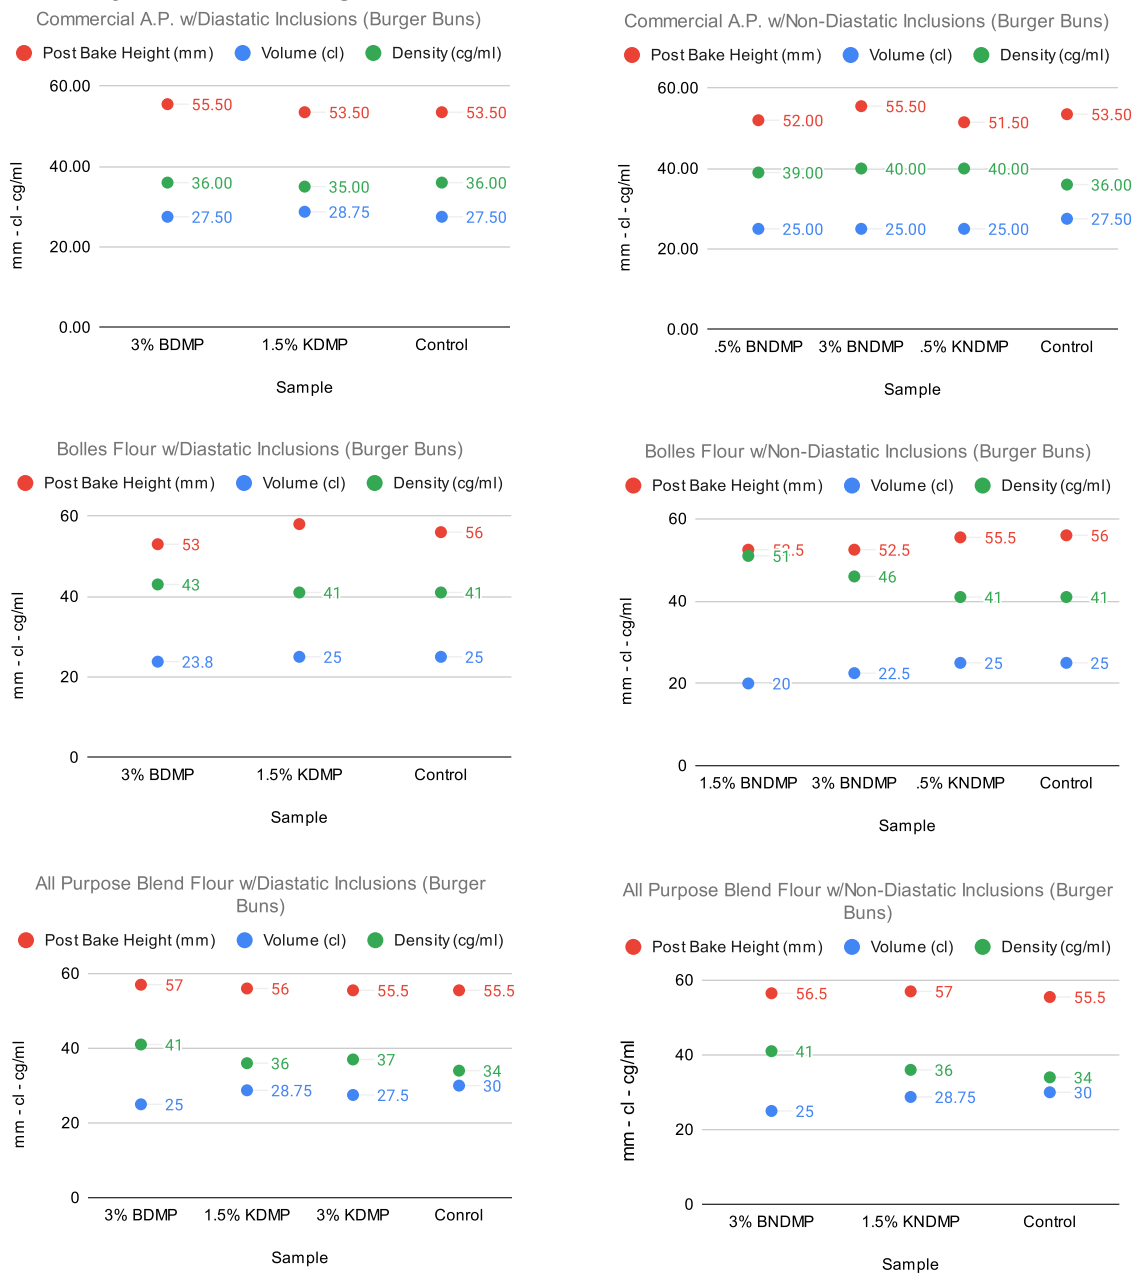 Commercial A.P. w/Diastatic Inclusions (Burger Buns)
Post Bake Height (mm) Volume (cl) Density (cg/ml)
60.00
40.00
20.00
0.00
mm - cl - cg/ml
55.50 53.50 53.50
36.00 35.00 36.00
27.50 28.75 27.50
3% BDMP 1.5% KDMP Control
Sample
Commercial A.P. w/Non-Diastatic Inclusions (Burger Buns)
Post Bake Height (mm) Volume (cl) Density (cg/ml)
60.00
40.00
20.00
0.00
mm - cl - cg/ml
52.00 55.50 51.50 53.50
39.00 40.00 40.00 36.00
25.00 25.00 25.00 27.50
.5% BNDMP 3% BNDMP .5% KNDMP Control
Sample
Bolles Flour w/Diastatic Inclusions (Burger Buns)
Post Bake Height (mm) Volume (cl) Density (cg/ml)
60
40
20
0
mm - cl - cg/ml
53 56
43 41 41
23.8 25 25
3% BDMP 1.5% KDMP Control
Sample
Bolles Flour w/Non-Diastatic Inclusions (Burger Buns)
Post Bake Height (mm) Volume (cl) Density (cg/ml)
60
40
20
0
mm - cl - cg/ml
52.5 52.5 55.5 56
51 46 41 41
20 22.5 25 25
1.5% BNDMP 3% BNDMP .5% KNDMP Control
Sample
All Purpose Blend Flour w/Diastatic Inclusions (Burger
Buns)
Post Bake Height (mm) Volume (cl) Density (cg/ml)
60
40
20
0
mm - cl - cg/ml
57 56 55.5 55.5
41 36 37 34
25 28.75 27.5 30
3% BDMP 1.5% KDMP 3% KDMP Conrol
Sample
All Purpose Blend Flour w/Non-Diastatic Inclusions (Burger
Buns)
Post Bake Height (mm) Volume (cl) Density (cg/ml)
60
40
20
0
mm - cl - cg/ml
56.5 57 55.5
41 36 34
25 28.75 30
3% BNDMP 1.5% KNDMP Control
Sample